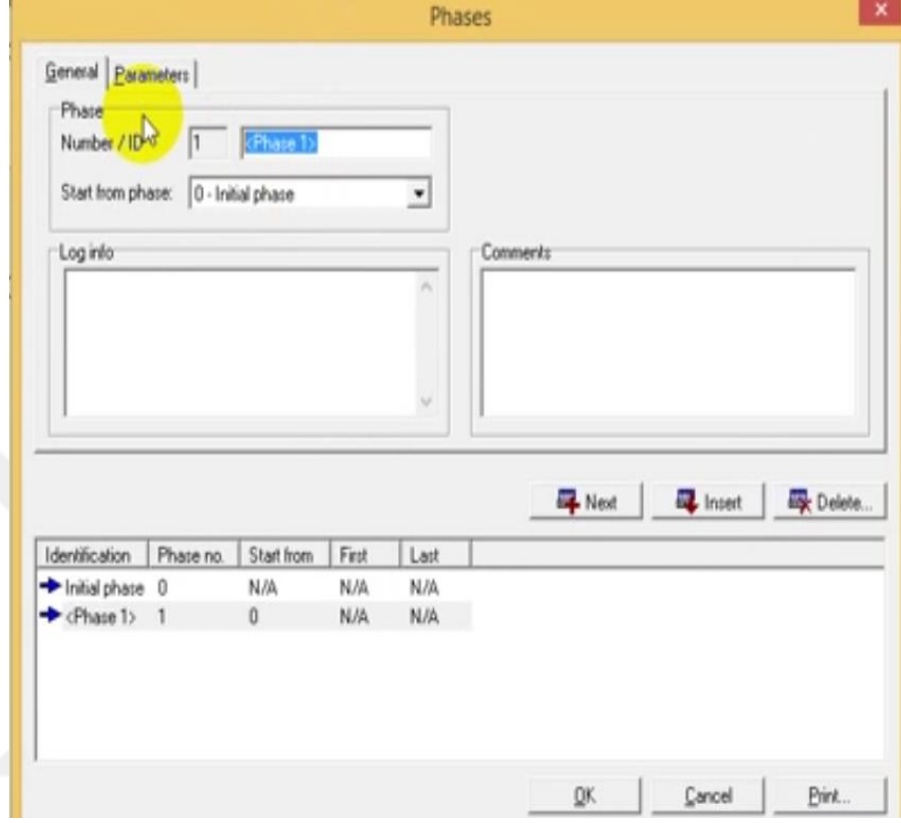 Phases
General Parameters
Phase
Number / ID 1 <Phase 1>
Start from phase: 0 - Initial phase
Log info Comments
Next Insert Delete...
Identification Phase no. Start from First Last
Initial phase 0 N/A N/A N/A
<Phase 1> 1 0 N/A N/A
OK Cancel Print...